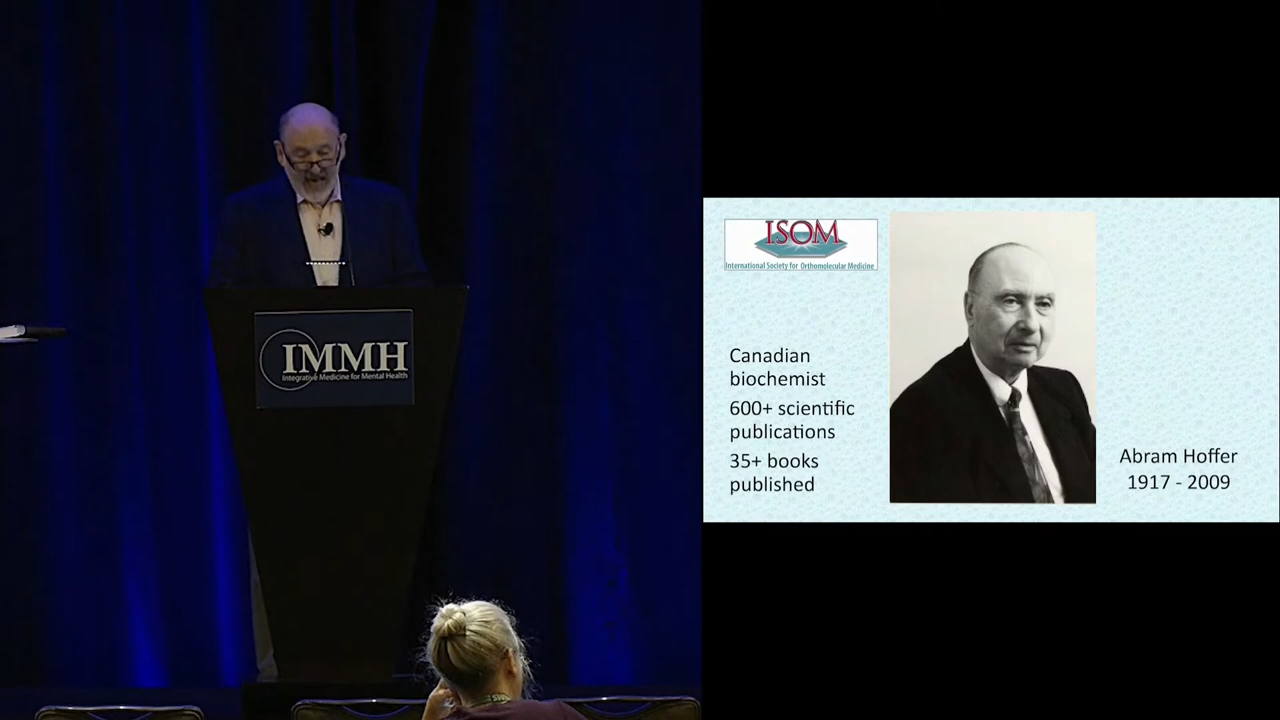 IMMH
Integrative Medicine for Mental Health
ISOM
International Society for Orthomolecular Medicine
Canadian
biochemist
600+ scientific
publications
35+ books
published
Abram Hoffer
1917 - 2009